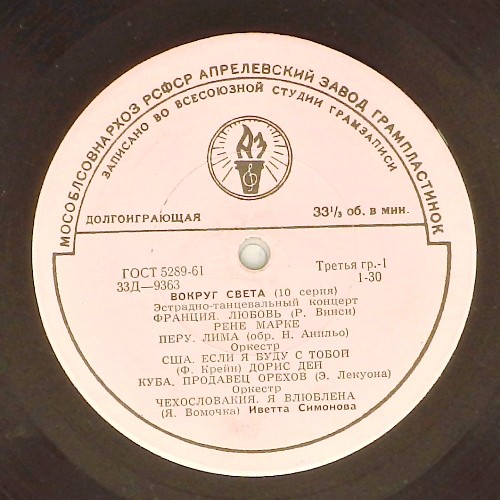 МОСОБЛСОВНАРХОЗ РСФСР АПРЕЛЕВСКИЙ ЗАВОД ГРАМПЛАСТИНОК
ЗАПИСАНО ВО ВСЕСОЮЗНОЙ СТУДИИ ГРАМЗАПИСИ
АЗ
ДОЛГОИГРАЮЩАЯ
33⅓ об. в мин.
ГОСТ 5289-61
Третья гр.-1
33Д—9363
1-30
ВОКРУГ СВЕТА (10 серия)
Эстрадно-танцевальный концерт
ФРАНЦИЯ. ЛЮБОВЬ (Р. Винси)
РЕНЕ МАРКЕ
ПЕРУ. ЛИМА (обр. Н. Анильо)
Оркестр
США. ЕСЛИ Я БУДУ С ТОБОЙ
(Ф. Крейн) ДОРИС ДЕЙ
КУБА. ПРОДАВЕЦ ОРЕХОВ (Э. Лекуона)
Оркестр
ЧЕХОСЛОВАКИЯ. Я ВЛЮБЛЕНА
(Я. Вомочка) Иветта Симонова